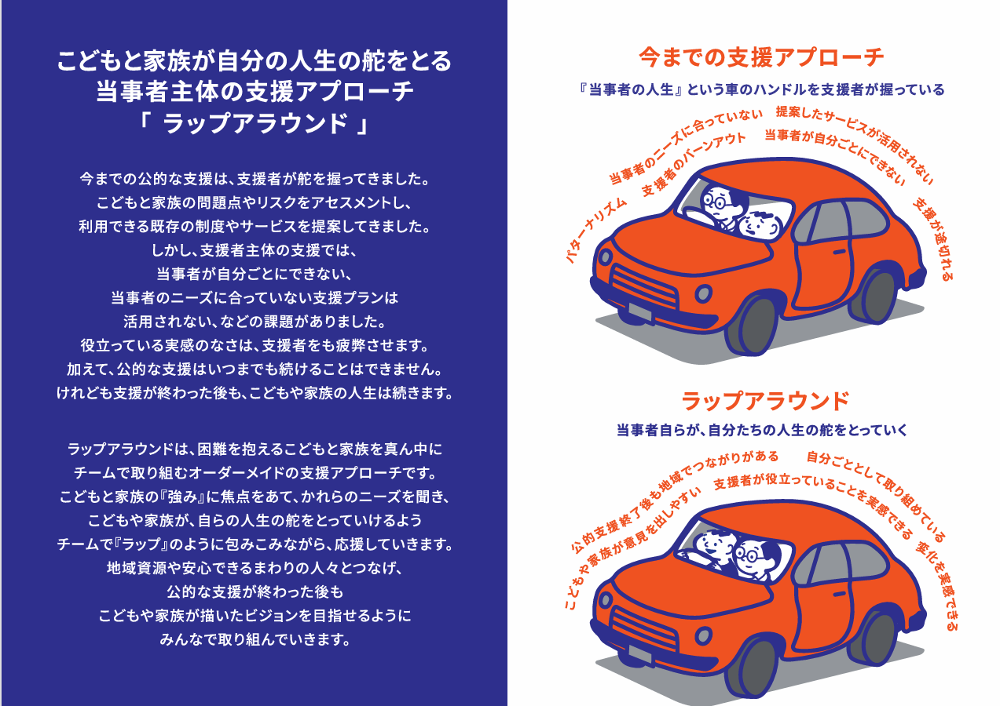 こどもと家族が自分の人生の舵をとる
当事者主体の支援アプローチ
「 ラップアラウンド 」
今までの公的な支援は、支援者が舵を握ってきました。
こどもと家族の問題点やリスクをアセスメントし、
利用できる既存の制度やサービスを提案してきました。
しかし、支援者主体の支援では、
当事者が自分ごとにできない、
当事者のニーズに合っていない支援プランは
活用されない、などの課題がありました。
役立っている実感のなさは、支援者をも疲弊させます。
加えて、公的な支援はいつまでも続けることはできません。
けれども支援が終わった後も、こどもや家族の人生は続きます。
ラップアラウンドは、困難を抱えるこどもと家族を真ん中に
チームで取り組むオーダーメイドの支援アプローチです。
こどもと家族の『強み』に焦点をあて、かれらのニーズを聞き、
こどもや家族が、自らの人生の舵をとっていけるよう
チームで『ラップ』のように包みこみながら、応援していきます。
地域資源や安心できるまわりの人々とつなげ、
公的な支援が終わった後も
こどもや家族が描いたビジョンを目指せるように
みんなで取り組んでいきます。
今までの支援アプローチ
『当事者の人生』という車のハンドルを支援者が握っている
当事者のニーズに合っていない
提案したサービスが活用されない
支援者のバーンアウト
当事者が自分ごとにできない
パターナリズム
支援が途切れる
ラップアラウンド
当事者自らが、自分たちの人生の舵をとっていく
公的支援終了後も地域でつながりがある
自分ごととして取り組めている
こどもや家族が意見を出しやすい
支援者が役立っていることを実感できる
変化を実感できる